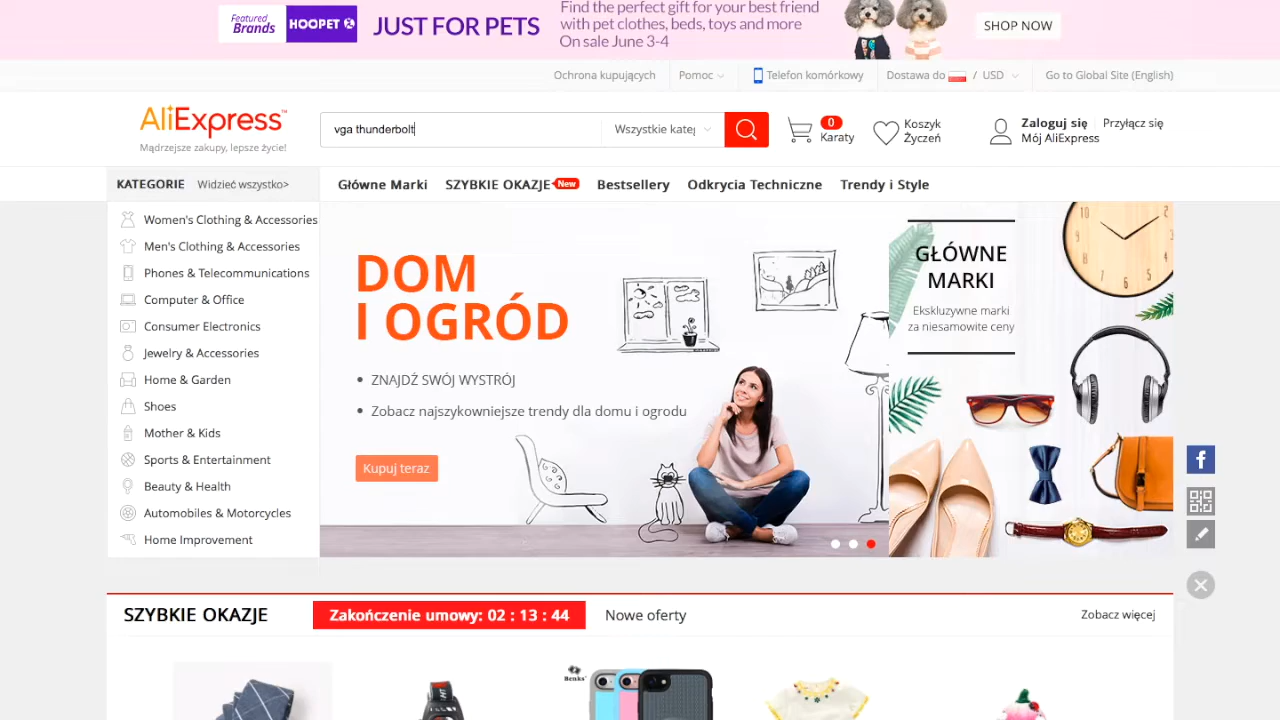 Featured
Brands
HOOPET
JUST FOR PETS
Find the perfect gift for your best friend
with pet clothes, beds, toys and more
On sale June 3-4
SHOP NOW
Ochrona kupujących
Pomoc
Telefon komórkowy
Dostawa do / USD
Go to Global Site (English)
AliExpress™
Mądrzejsze zakupy, lepsze życie!
vga thunderbolt
Wszystkie kateg
0
Karaty
Koszyk
Życzeń
Zaloguj się
Przyłącz się
Mój AliExpress
KATEGORIE
Widzieć wszystko>
Główne Marki
SZYBKIE OKAZJE
New
Bestsellery
Odkrycia Techniczne
Trendy i Style
Women's Clothing & Accessories
Men's Clothing & Accessories
Phones & Telecommunications
Computer & Office
Consumer Electronics
Jewelry & Accessories
Home & Garden
Shoes
Mother & Kids
Sports & Entertainment
Beauty & Health
Automobiles & Motorcycles
Home Improvement
DOM
I OGRÓD
• ZNAJDŹ SWÓJ WYSTRÓJ
• Zobacz najszykowniejsze trendy dla domu i ogrodu
Kupuj teraz
GŁÓWNE
MARKI
Ekskluzywne marki
za niesamowite ceny
SZYBKIE OKAZJE
Zakończenie umowy: 02 : 13 : 44
Nowe oferty
Zobacz więcej
Benks